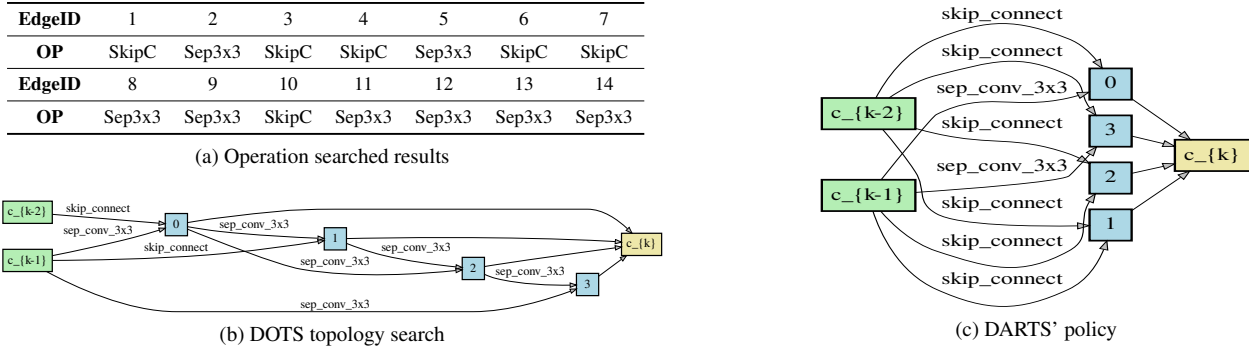 EdgeID 1 2 3 4 5 6 7
OP SkipC Sep3x3 SkipC SkipC Sep3x3 SkipC SkipC
EdgeID 8 9 10 11 12 13 14
OP Sep3x3 Sep3x3 SkipC Sep3x3 Sep3x3 Sep3x3 Sep3x3
(a) Operation searched results
c_{k-2}
skip_connect
sep_conv_3x3
c_{k-1}
0
sep_conv_3x3
skip_connect
1
sep_conv_3x3
sep_conv_3x3
2
sep_conv_3x3
3
c_{k}
sep_conv_3x3
(b) DOTS topology search
skip_connect
skip_connect
sep_conv_3x3
0
c_{k-2}
skip_connect
3
c_{k}
sep_conv_3x3
2
c_{k-1}
skip_connect
1
skip_connect
skip_connect
(c) DARTS' policy